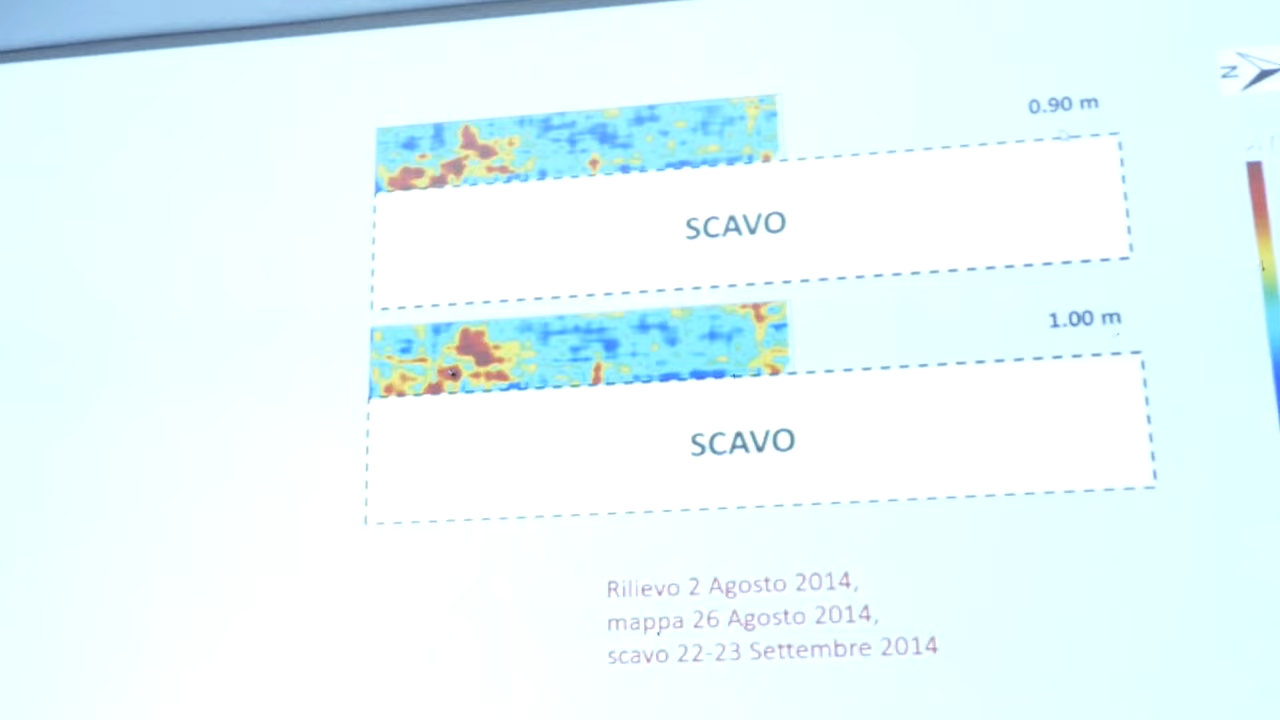 N
0.90 m
SCAVO
1.00 m
SCAVO
Rilievo 2 Agosto 2014,
mappa 26 Agosto 2014,
scavo 22-23 Settembre 2014